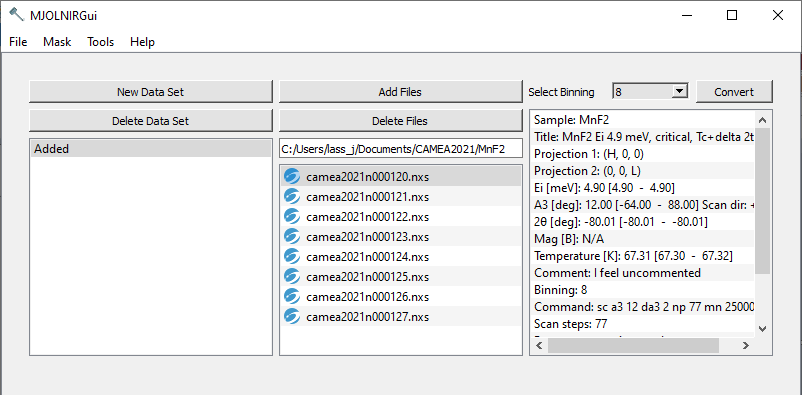 MJOLNIRGui
File Mask Tools Help
New Data Set Add Files Select Binning 8 Convert
Delete Data Set Delete Files
Added
C:/Users/lass_j/Documents/CAMEA2021/MnF2
camea2021n000120.nxs
camea2021n000121.nxs
camea2021n000122.nxs
camea2021n000123.nxs
camea2021n000124.nxs
camea2021n000125.nxs
camea2021n000126.nxs
camea2021n000127.nxs
Sample: MnF2
Title: MnF2 Ei 4.9 meV, critical, Tc+delta 2t
Projection 1: (H, 0, 0)
Projection 2: (0, 0, L)
Ei [meV]: 4.90 [4.90 - 4.90]
A3 [deg]: 12.00 [-64.00 - 88.00] Scan dir: +
2θ [deg]: -80.01 [-80.01 - -80.01]
Mag [B]: N/A
Temperature [K]: 67.31 [67.30 - 67.32]
Comment: I feel uncommented
Binning: 8
Command: sc a3 12 da3 2 np 77 mn 25000
Scan steps: 77